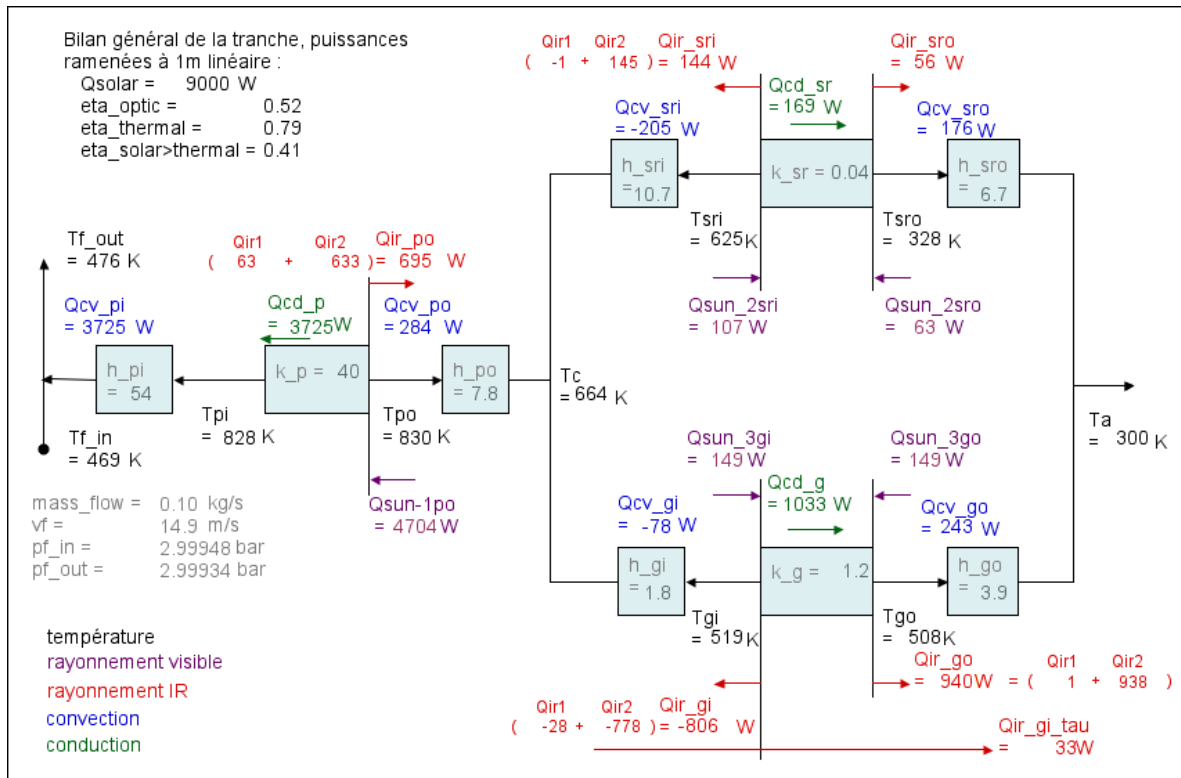 Bilan général de la tranche, puissances
ramenées à 1m linéaire :
Qsolar = 9000 W
eta_optic = 0.52
eta_thermal = 0.79
eta_solar>thermal = 0.41
Qir1 Qir2 Qir_sri
( -1 + 145 ) = 144 W
Qir_sro
= 56 W
Qcd_sr
= 169 W
Qcv_sri
= -205 W
Qcv_sro
= 176 W
h_sri
= 10.7
k_sr = 0.04
h_sro
= 6.7
Tsri
= 625 K
Tsro
= 328 K
Qsun_2sri
= 107 W
Qsun_2sro
= 63 W
Tf_out
= 476 K
Qir1 Qir2 Qir_po
( 63 + 633 ) = 695 W
Qcv_pi
= 3725 W
Qcd_p
= 3725 W
Qcv_po
= 284 W
h_pi
= 54
k_p = 40
h_po
= 7.8
Tc
= 664 K
Tf_in
= 469 K
Tpi
= 828 K
Tpo
= 830 K
Ta
= 300 K
Qsun-1po
= 4704 W
mass_flow = 0.10 kg/s
vf = 14.9 m/s
pf_in = 2.99948 bar
pf_out = 2.99934 bar
Qsun_3gi
= 149 W
Qsun_3go
= 149 W
Qcd_g
= 1033 W
Qcv_gi
= -78 W
Qcv_go
= 243 W
h_gi
= 1.8
k_g = 1.2
h_go
= 3.9
Tgi
= 519 K
Tgo
= 508 K
Qir_go Qir1 Qir2
= 940 W = ( 1 + 938 )
Qir1 Qir2 Qir_gi
( -28 + -778 ) = -806 W
Qir_gi_tau
= 33 W
température
rayonnement visible
rayonnement IR
convection
conduction